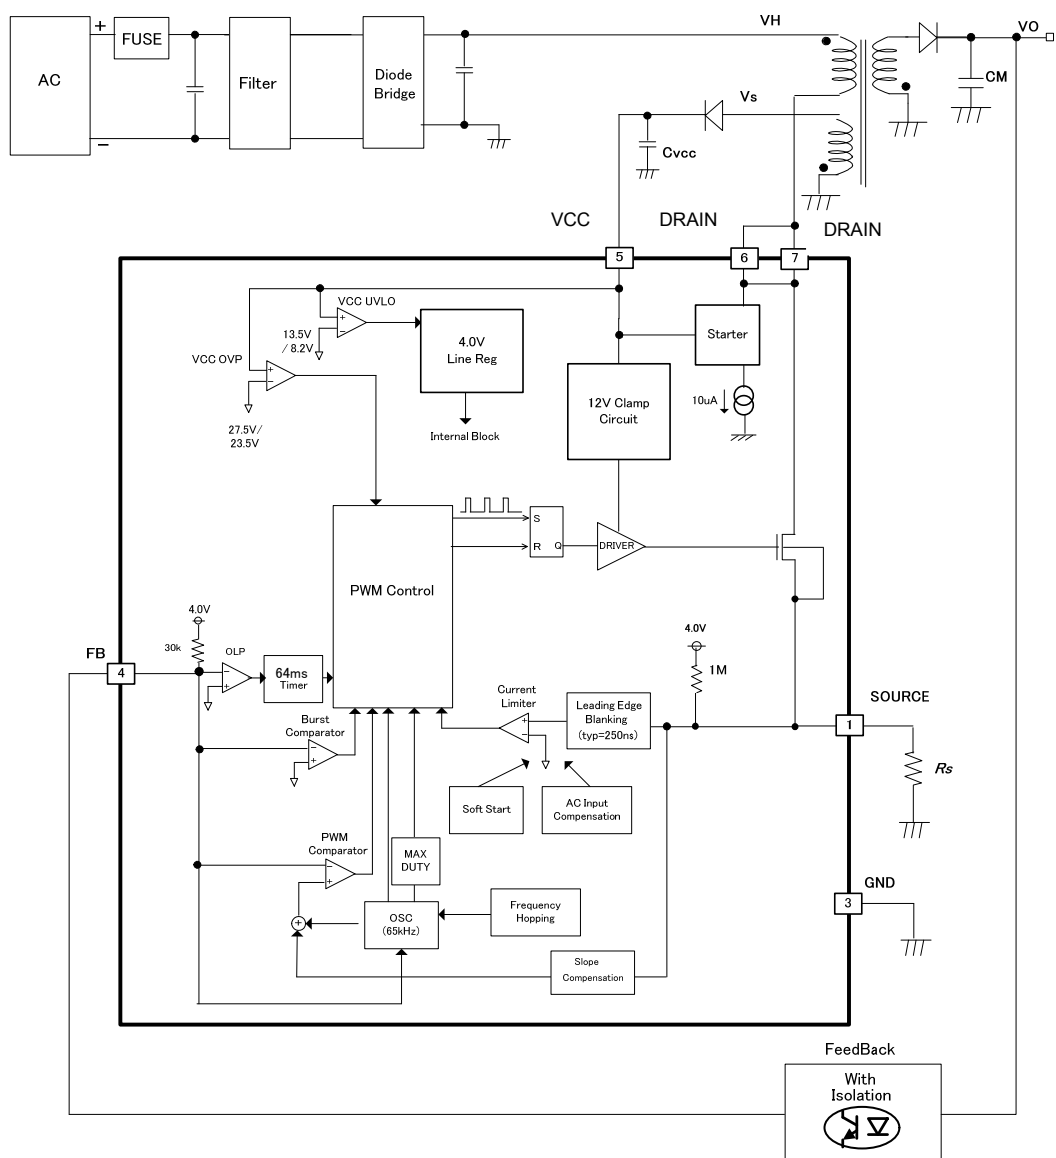 VH
VO
+
FUSE
AC
Filter
Diode
Bridge
CM
Vs
Cvcc
−
VCC
DRAIN
DRAIN
5
6
7
VCC UVLO
+
−
13.5V
/ 8.2V
4.0V
Line Reg
Starter
VCC OVP
+
−
27.5V/
23.5V
Internal Block
12V Clamp
Circuit
10uA
S
R
Q
DRIVER
PWM Control
4.0V
30k
FB
4
OLP
−
+
64ms
Timer
4.0V
1M
Current
Limiter
+
−
Leading Edge
Blanking
(typ=250ns)
SOURCE
1
Rs
Burst
Comparator
−
+
Soft Start
AC Input
Compensation
PWM
Comparator
−
+
MAX
DUTY
GND
3
+
OSC
(65kHz)
Frequency
Hopping
Slope
Compensation
FeedBack
With
Isolation